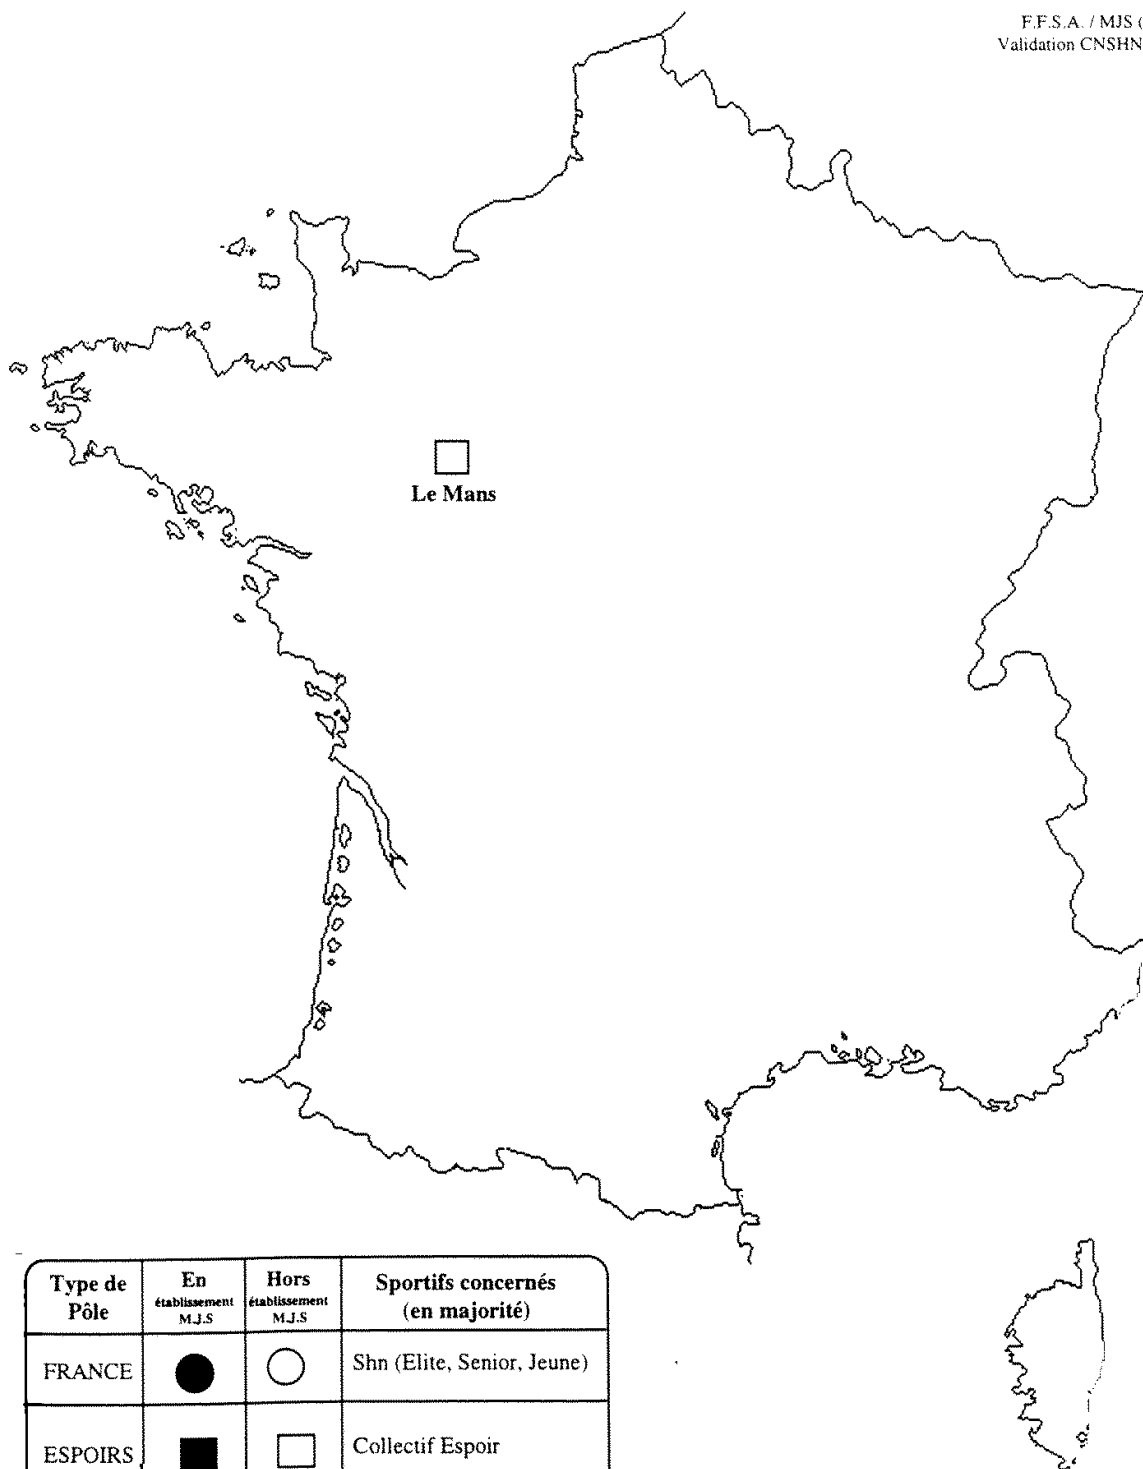 F.F.S.A. / MJS (
Validation CNSHN
Le Mans
Type de Pôle
En établissement M.J.S
Hors établissement M.J.S
Sportifs concernés (en majorité)
FRANCE
Shn (Elite, Senior, Jeune)
ESPOIRS
Collectif Espoir